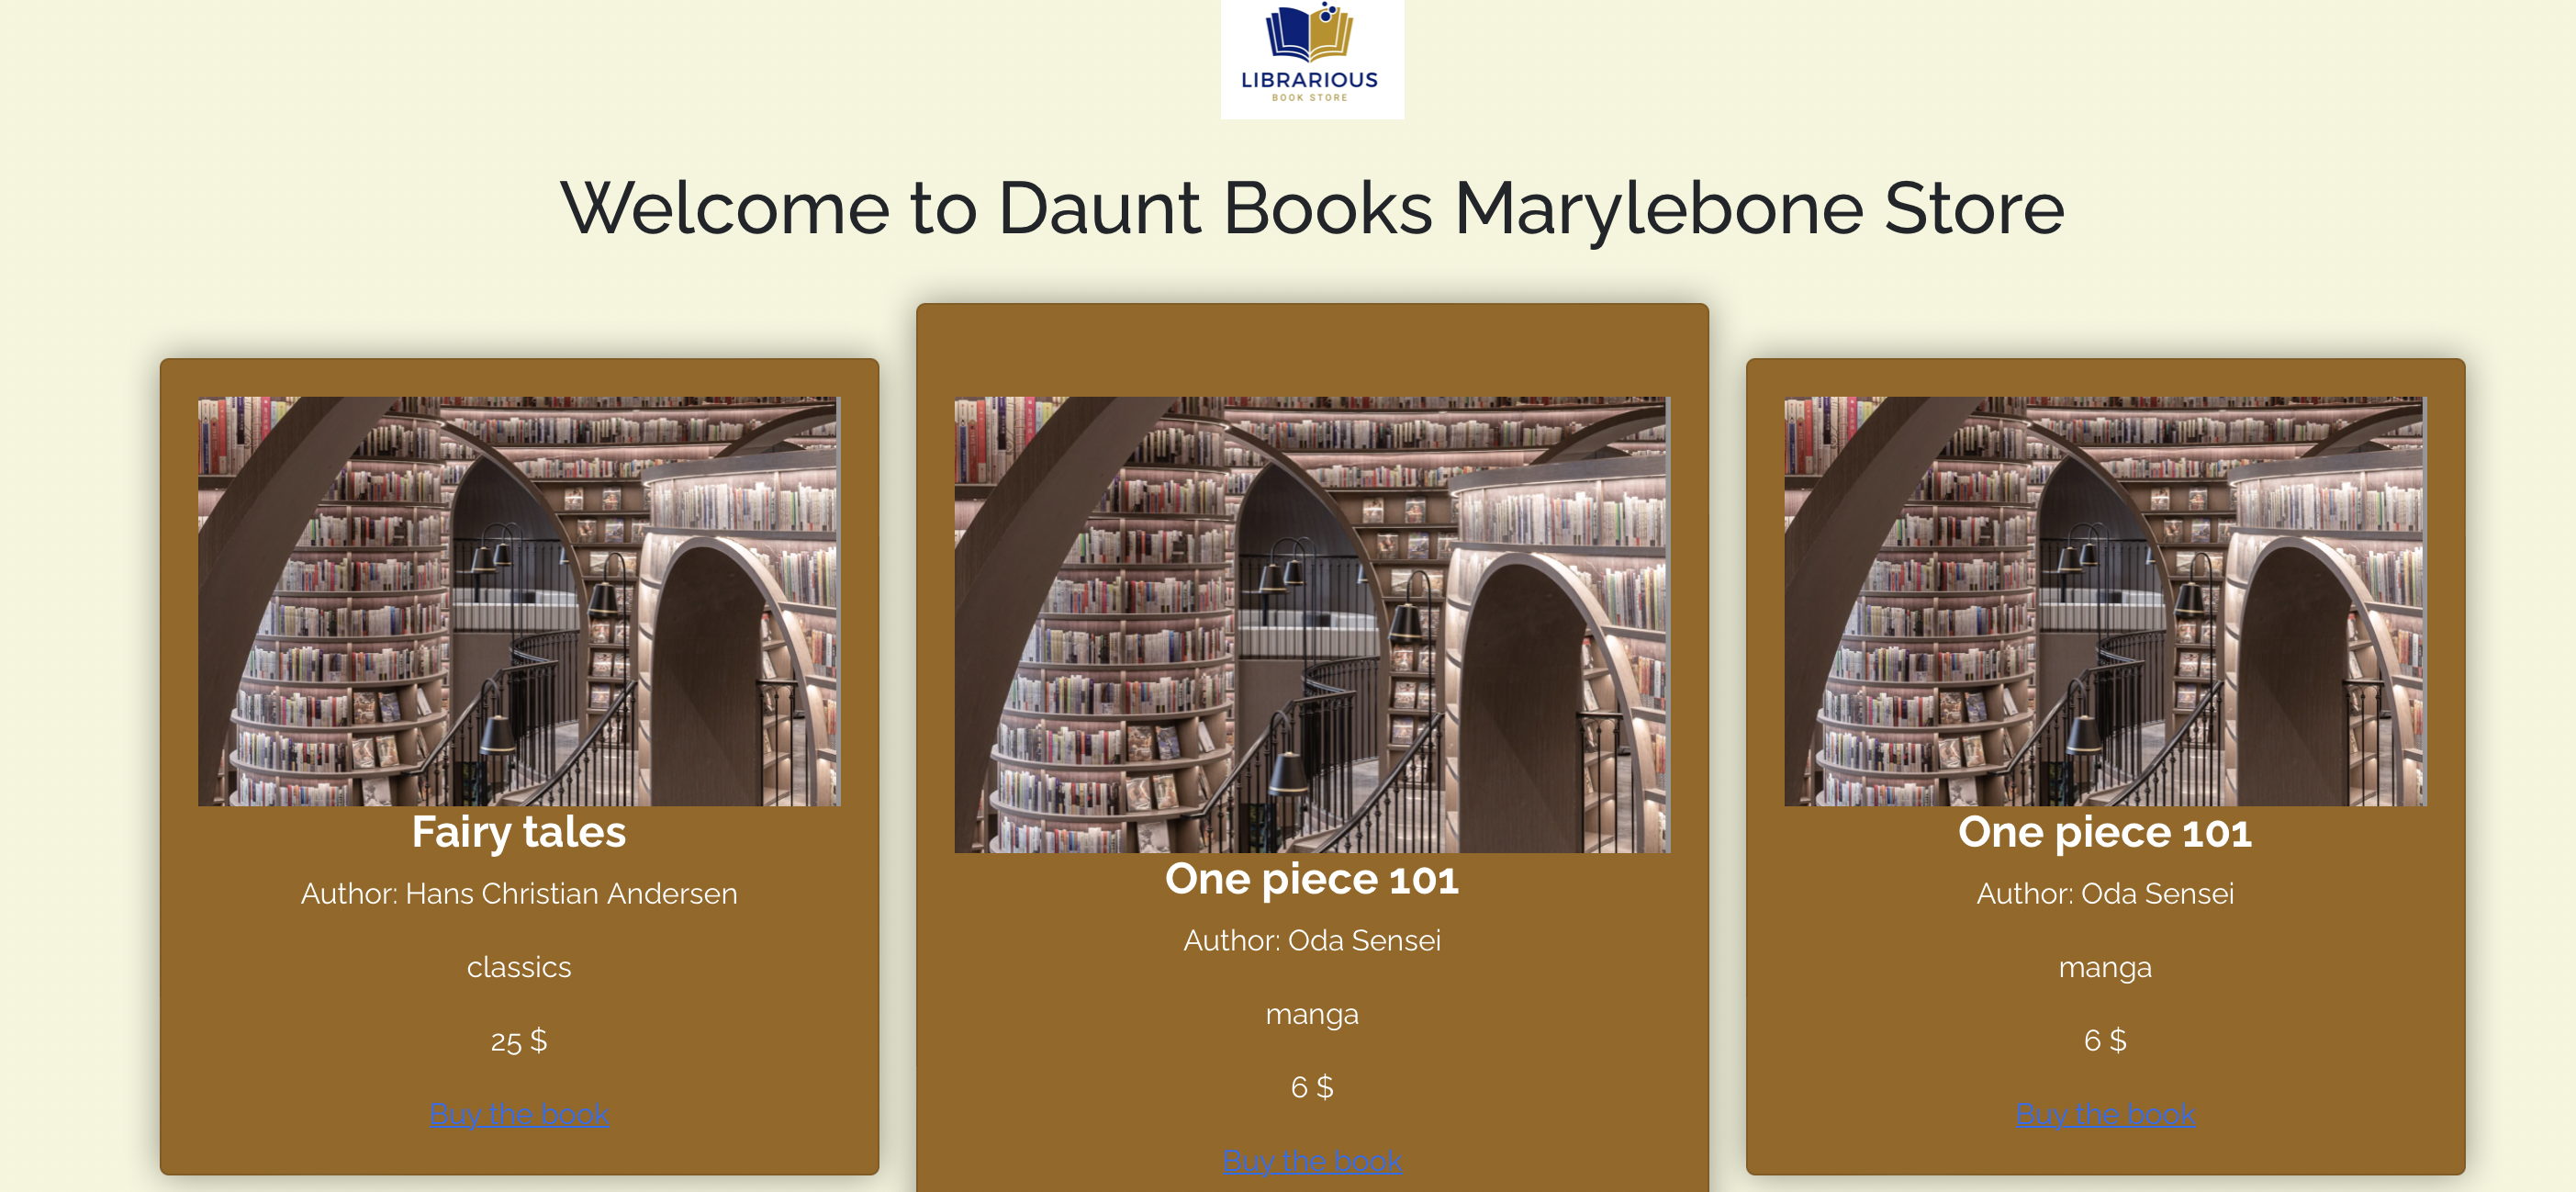 LIBRARIOUS
BOOK STORE
Welcome to Daunt Books Marylebone Store
Fairy tales
Author: Hans Christian Andersen
classics
25 $
Buy the book
One piece 101
Author: Oda Sensei
manga
6 $
Buy the book
One piece 101
Author: Oda Sensei
manga
6 $
Buy the book